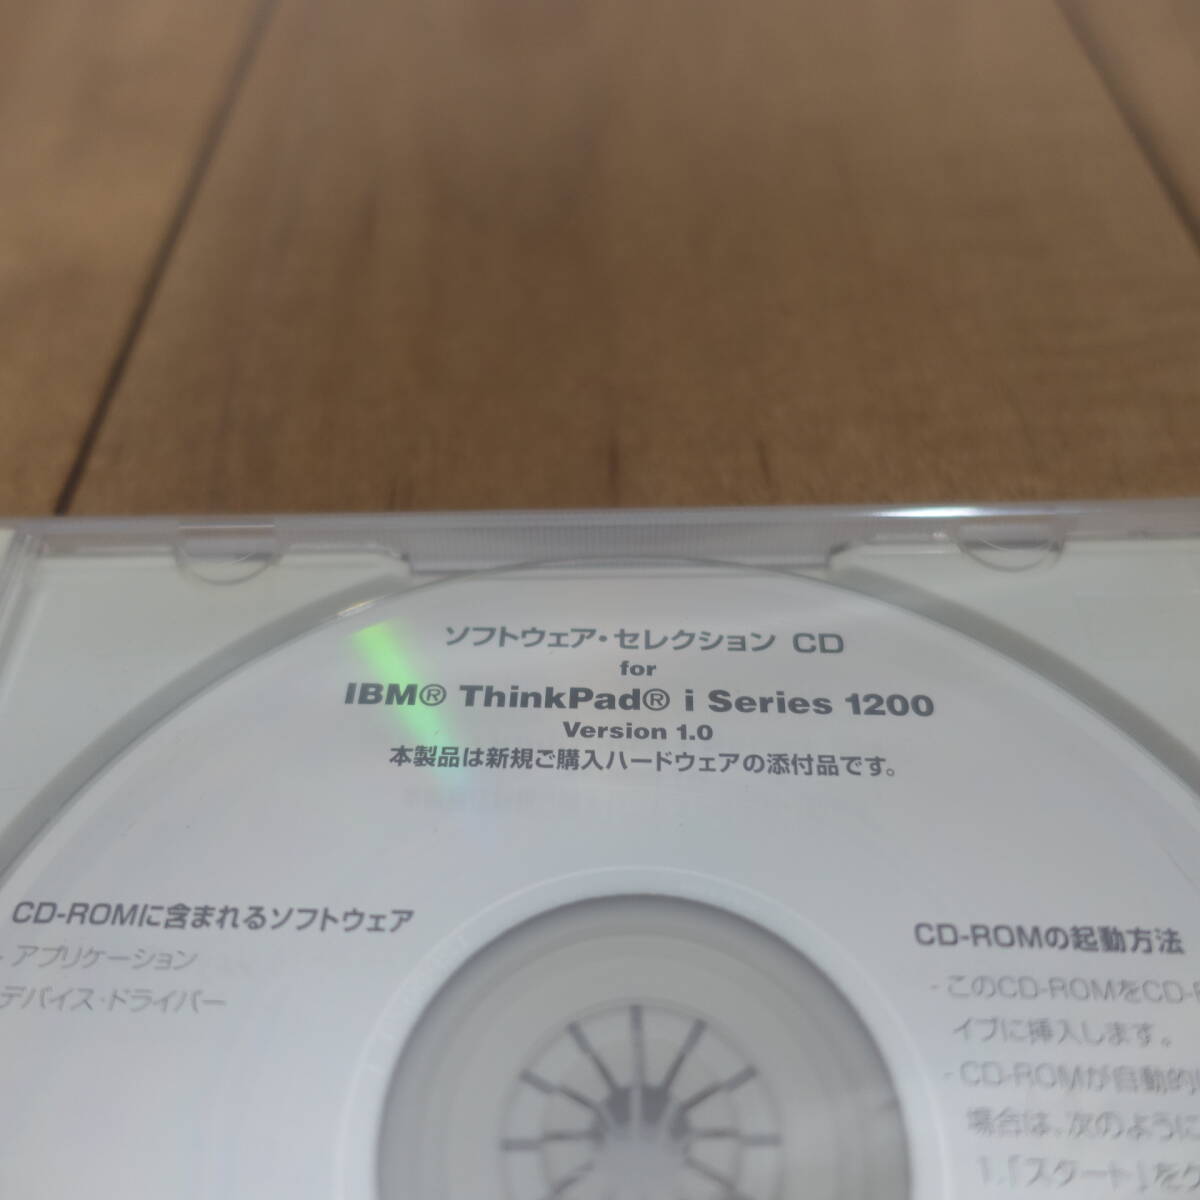 ソフトウェア・セレクション CD
for
IBM® ThinkPad® i Series 1200
Version 1.0
本製品は新規ご購入ハードウェアの添付品です。
CD-ROMに含まれるソフトウェア
- アプリケーション
デバイス・ドライバー
CD-ROMの起動方法
- このCD-ROMをCD-R
イブに挿入します。
- CD-ROMが自動的
場合は、次のように
1.「スタート」を